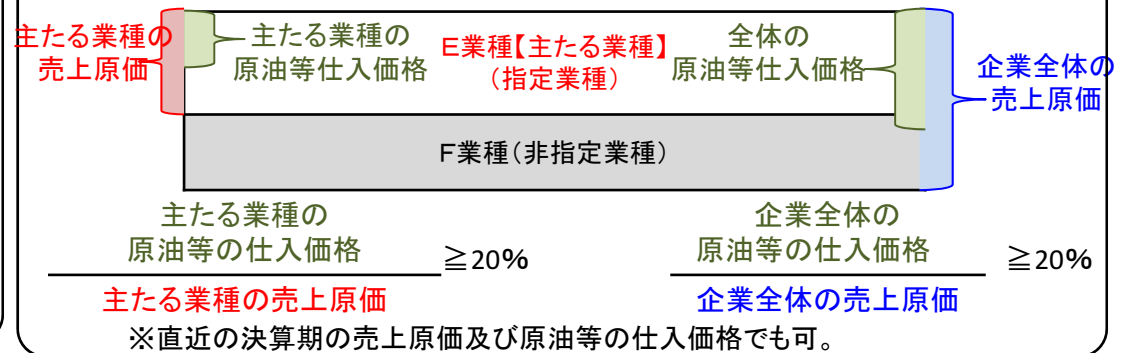 主たる業種の
売上原価
主たる業種の
原油等仕入価格
E業種【主たる業種】
(指定業種)
全体の
原油等仕入価格
企業全体の
売上原価
F業種(非指定業種)
主たる業種の
原油等の仕入価格
主たる業種の売上原価
≧20%
企業全体の
原油等の仕入価格
企業全体の売上原価
≧20%
※直近の決算期の売上原価及び原油等の仕入価格でも可。